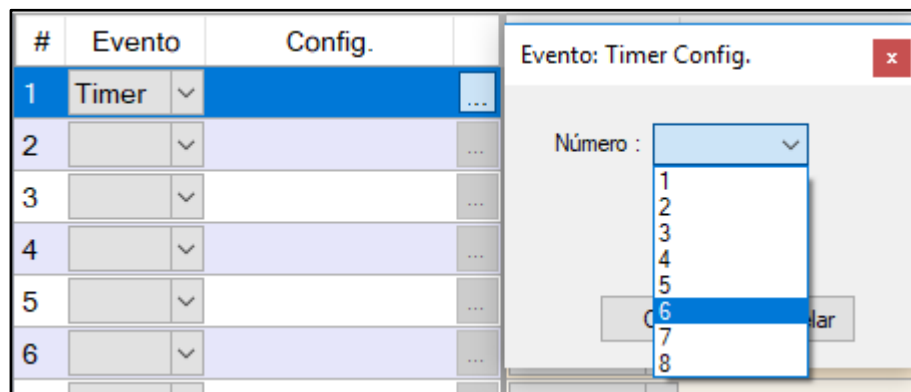 # Evento Config.
1 Timer ...
2 ...
3 ...
4 ...
5 ...
6 ...
Evento: Timer Config.
x
Número :
1
2
3
4
5
6
7
8